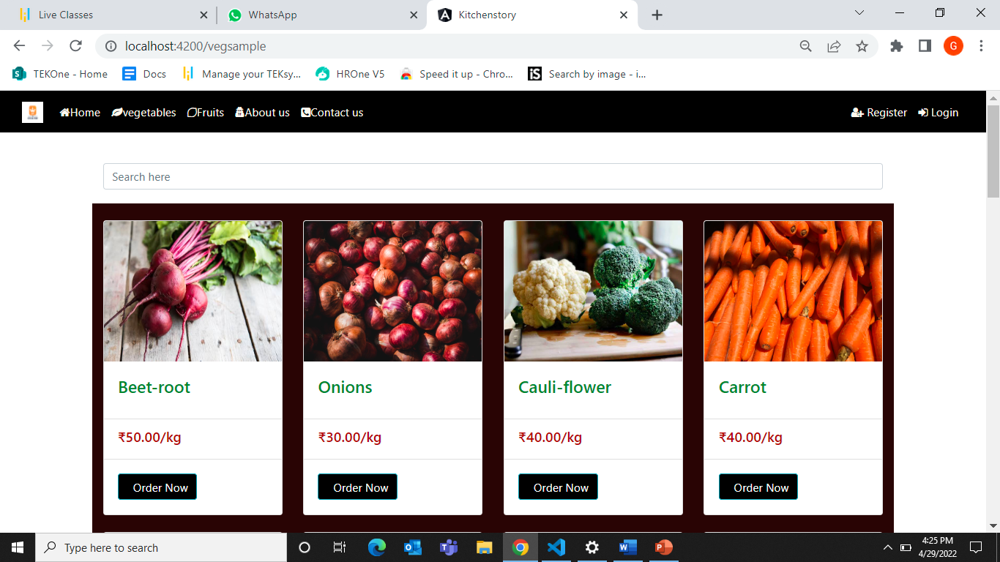 Live Classes
WhatsApp
Kitchenstory
localhost:4200/vegsample
G
TEKOne - Home
Docs
Manage your TEKsy...
HROne V5
Speed it up - Chro...
iS
Search by image - i...
Home
vegetables
Fruits
About us
Contact us
Register
Login
Search here
Beet-root
Onions
Cauli-flower
Carrot
₹50.00/kg
₹30.00/kg
₹40.00/kg
₹40.00/kg
Order Now
Order Now
Order Now
Order Now
Type here to search
4:25 PM
4/29/2022